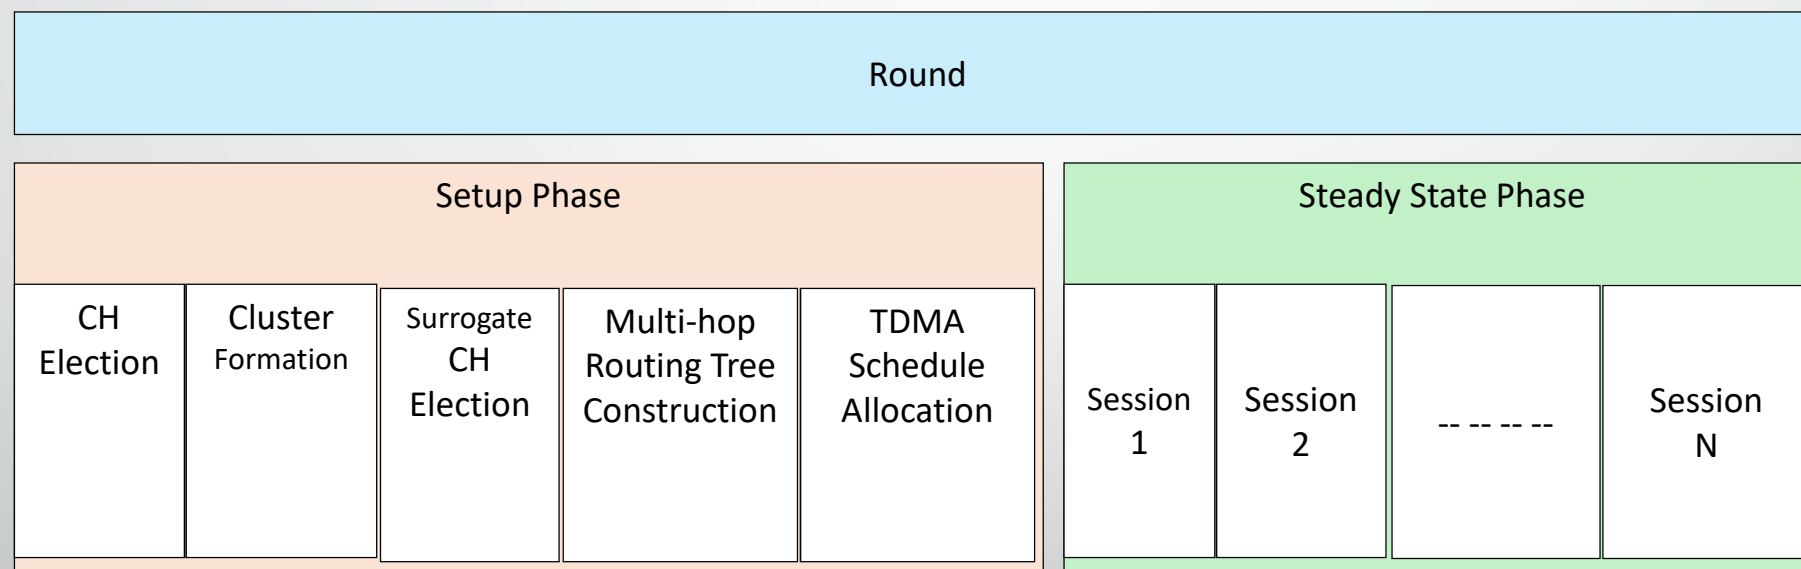 Round
Setup Phase
Steady State Phase
CH
Election
Cluster
Formation
Surrogate
CH
Election
Multi-hop
Routing Tree
Construction
TDMA
Schedule
Allocation
Session
1
Session
2
-- -- -- --
Session
N